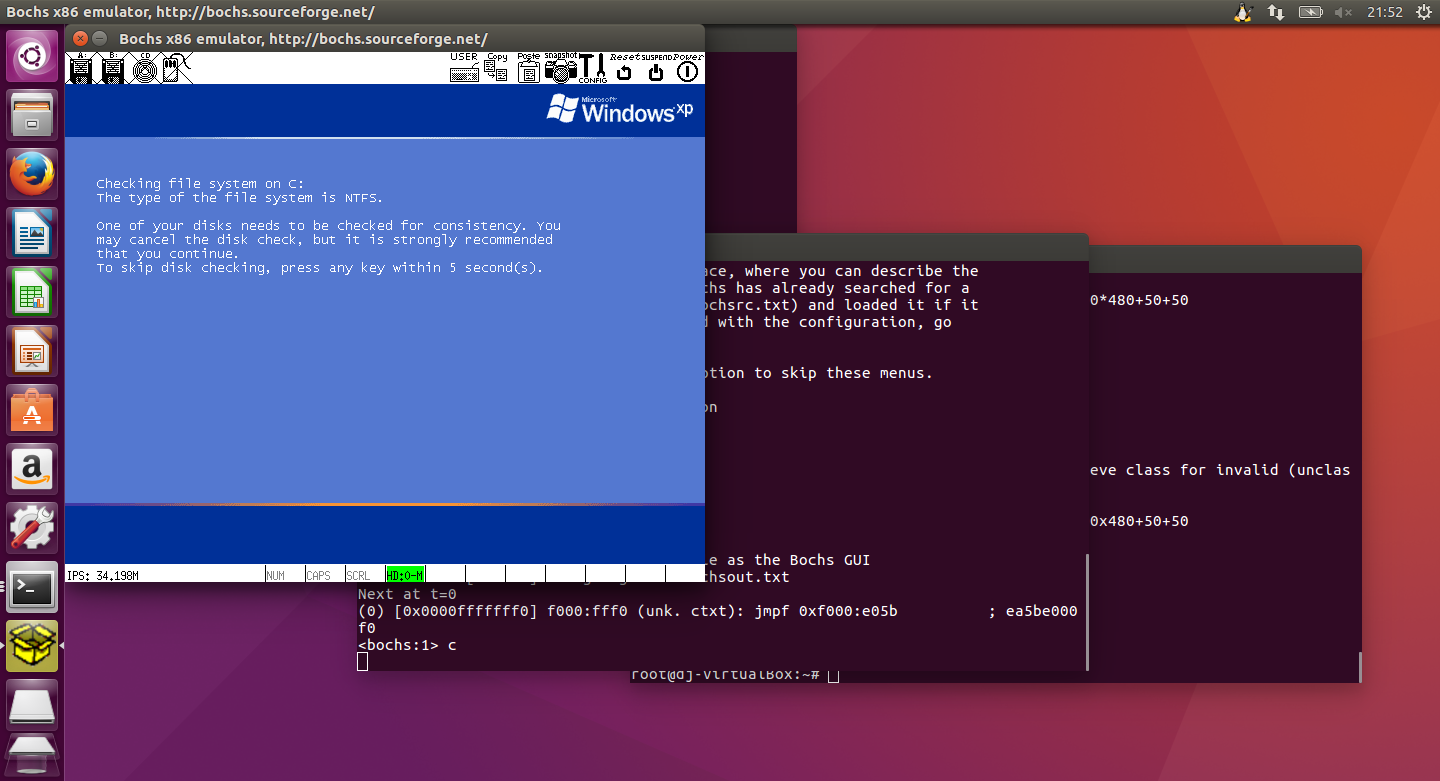 Bochs x86 emulator, http://bochs.sourceforge.net/
21:52
Bochs x86 emulator, http://bochs.sourceforge.net/
A: B: CD USER Copy Paste snapshot CONFIG Reset SUSPEND Power
Microsoft
Windows xp
Checking file system on C:
The type of the file system is NTFS.
One of your disks needs to be checked for consistency. You
may cancel the disk check, but it is strongly recommended
that you continue.
To skip disk checking, press any key within 5 second(s).
IPS: 34.198M NUM CAPS SCRL HD:0-M
ace, where you can describe the
chs has already searched for a
ochsrc.txt) and loaded it if it
d with the configuration, go
ption to skip these menus.
on
le as the Bochs GUI
chsout.txt
Next at t=0
(0) [0x0000fffffff0] f000:fff0 (unk. ctxt): jmpf 0xf000:e05b ; ea5be000
f0
<bochs:1> c
0*480+50+50
eve class for invalid (unclas
0x480+50+50
root@dj-VirtualBox:~#
a